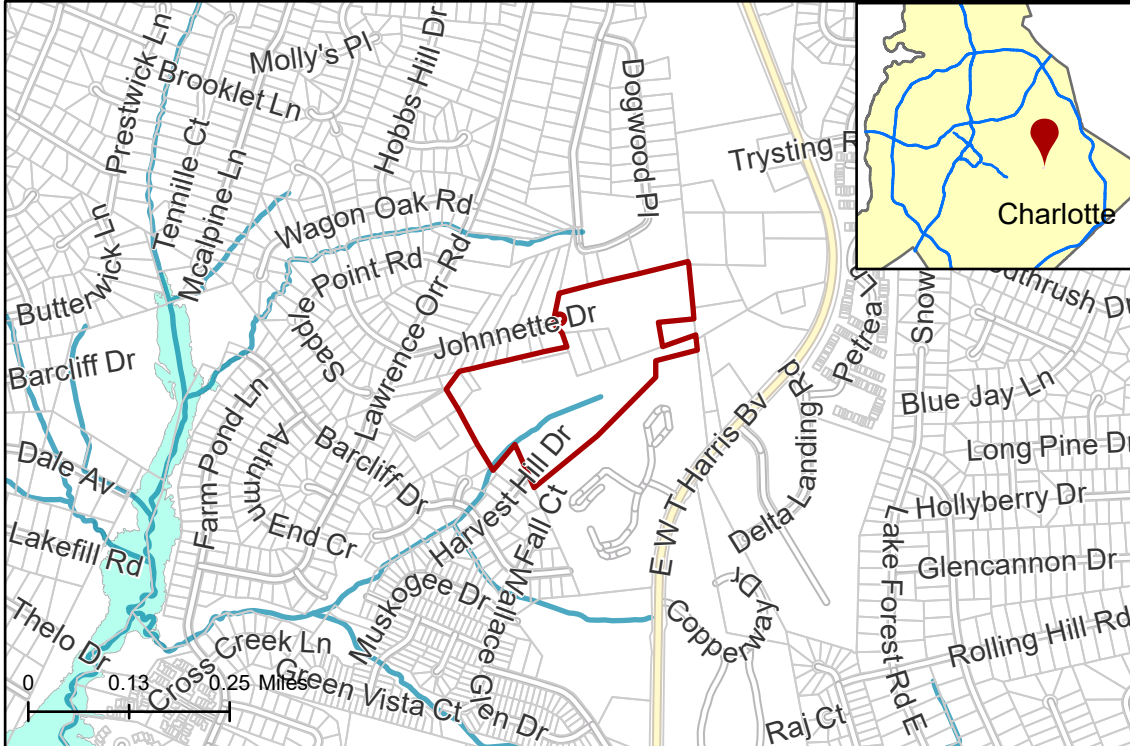 Molly's Pl
Brooklet Ln
Prestwick Ln
Hobbs Hill Dr
Dogwood Pl
Tennille Ct
Mcalpine Ln
Trysting R
Charlotte
Wagon Oak Rd
Butterwick Ln
Saddle Point Rd
Lawrence Orr Rd
Johnnette Dr
Petrea L
Snow
uthrush Dr
Barcliff Dr
Blue Jay Ln
Farm Pond Ln
Autumn End Cr
Barcliff Dr
Harvest Hill Dr
E W T Harris Bv
Delta Landing Rd
Long Pine Dr
Dale Av
Hollyberry Dr
Lakefill Rd
Fall Ct
Glencannon Dr
Muskogee Dr
Wallace Glen Dr
Copperway Dr
Lake Forest Rd E
Rolling Hill Rd
Thelo Dr
Cross Creek Ln
Green Vista Ct
Raj Ct
0 0.13 0.25 Miles